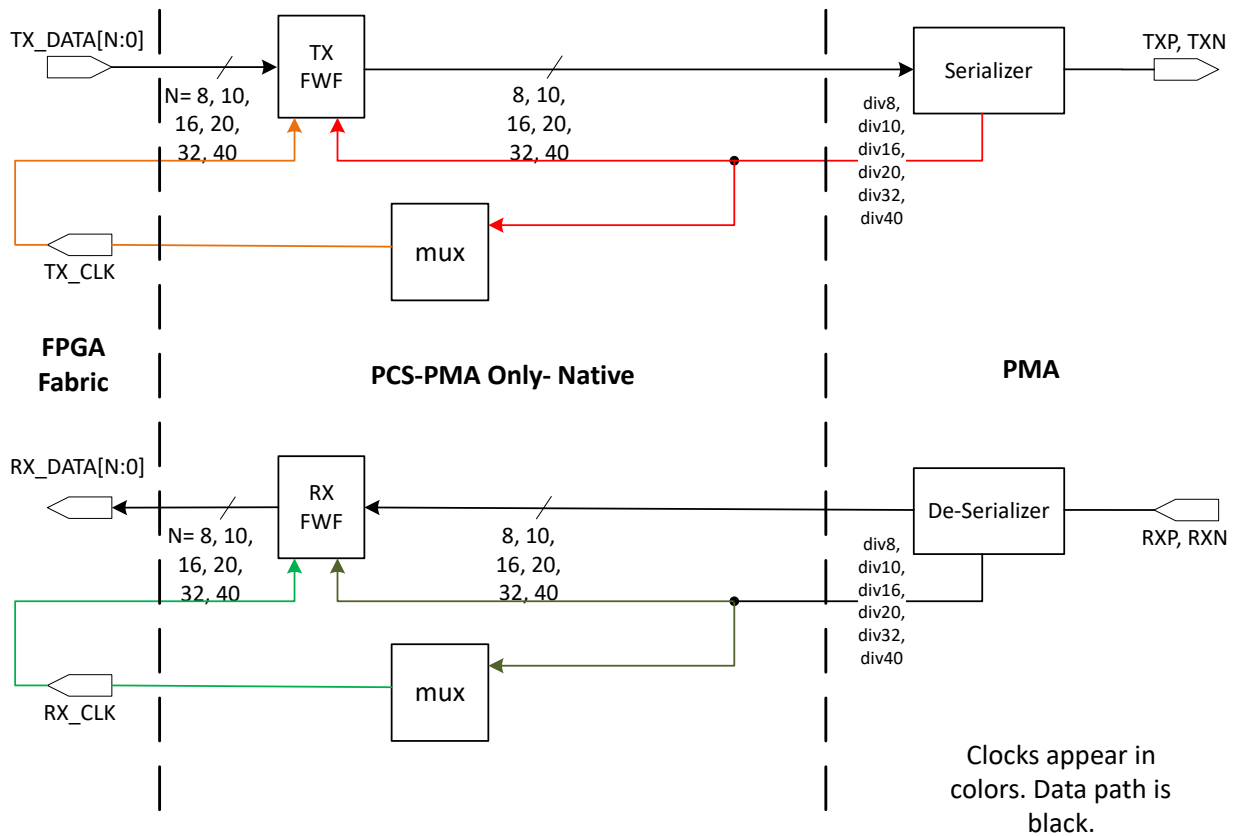 TX_DATA[N:0]
TX
FWF
Serializer
TXP, TXN
N= 8, 10,
16, 20,
32, 40
8, 10,
16, 20,
32, 40
div8,
div10,
div16,
div20,
div32,
div40
mux
TX_CLK
FPGA
Fabric
PCS-PMA Only- Native
PMA
RX_DATA[N:0]
RX
FWF
De-Serializer
RXP, RXN
N= 8, 10,
16, 20,
32, 40
8, 10,
16, 20,
32, 40
div8,
div10,
div16,
div20,
div32,
div40
mux
RX_CLK
Clocks appear in
colors. Data path is
black.